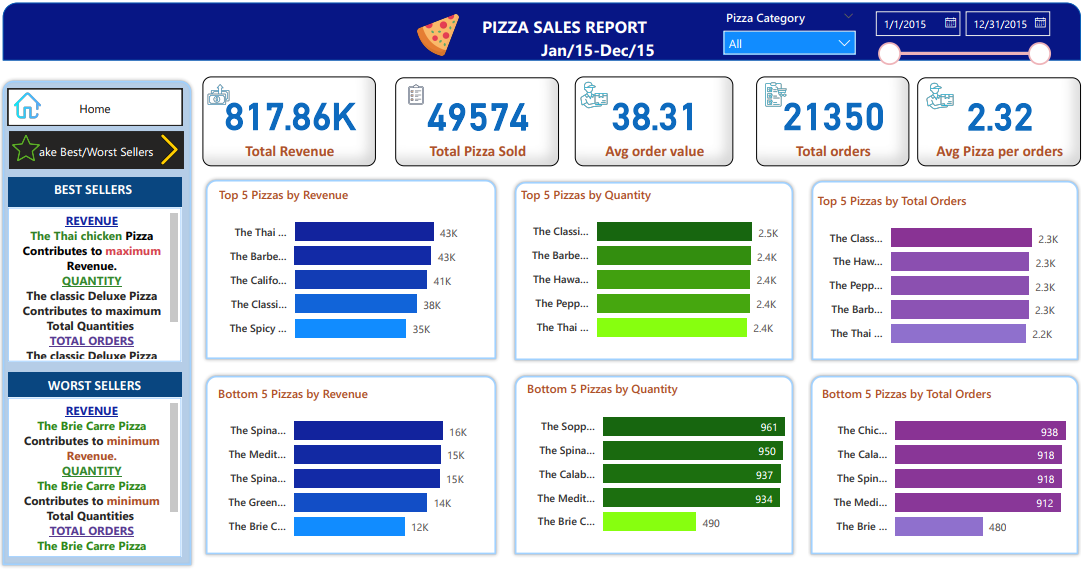 PIZZA SALES REPORT
Jan/15-Dec/15
Pizza Category
All
1/1/2015
12/31/2015
Home
ake Best/Worst Sellers
BEST SELLERS
REVENUE
The Thai chicken Pizza
Contributes to maximum
Revenue.
QUANTITY
The classic Deluxe Pizza
Contributes to maximum
Total Quantities
TOTAL ORDERS
The classic Deluxe Pizza
WORST SELLERS
REVENUE
The Brie Carre Pizza
Contributes to minimum
Revenue.
QUANTITY
The Brie Carre Pizza
Contributes to minimum
Total Quantities
TOTAL ORDERS
The Brie Carre Pizza
817.86K
Total Revenue
49574
Total Pizza Sold
38.31
Avg order value
21350
Total orders
2.32
Avg Pizza per orders
Top 5 Pizzas by Revenue
The Thai ... 43K
The Barbe... 43K
The Califo... 41K
The Classi... 38K
The Spicy ... 35K
Top 5 Pizzas by Quantity
The Classi... 2.5K
The Barbe... 2.4K
The Hawa... 2.4K
The Pepp... 2.4K
The Thai ... 2.4K
Top 5 Pizzas by Total Orders
The Class... 2.3K
The Haw... 2.3K
The Pepp... 2.3K
The Barb... 2.3K
The Thai ... 2.2K
Bottom 5 Pizzas by Revenue
The Spina... 16K
The Medit... 15K
The Spina... 15K
The Green... 14K
The Brie C... 12K
Bottom 5 Pizzas by Quantity
The Sopp... 961
The Spina... 950
The Calab... 937
The Medit... 934
The Brie C... 490
Bottom 5 Pizzas by Total Orders
The Chic... 938
The Cala... 918
The Spin... 918
The Medi... 912
The Brie ... 480